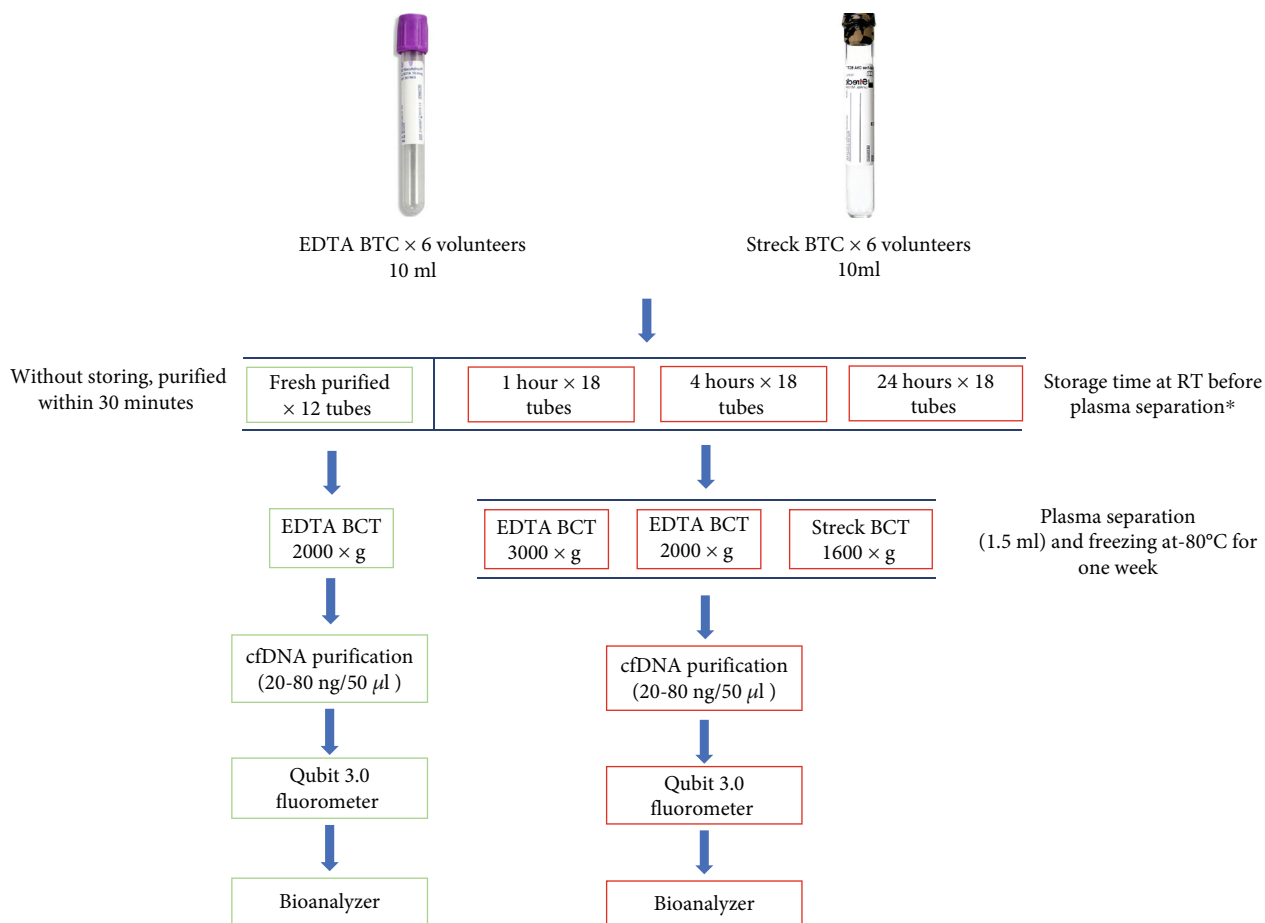 EDTA BTC × 6 volunteers
10 ml
Streck BTC × 6 volunteers
10ml
Without storing, purified
within 30 minutes
Fresh purified
× 12 tubes
1 hour × 18
tubes
4 hours × 18
tubes
24 hours × 18
tubes
Storage time at RT before
plasma separation*
EDTA BCT
2000 × g
EDTA BCT
3000 × g
EDTA BCT
2000 × g
Streck BCT
1600 × g
Plasma separation
(1.5 ml) and freezing at-80°C for
one week
cfDNA purification
(20-80 ng/50 μl )
cfDNA purification
(20-80 ng/50 μl )
Qubit 3.0
fluorometer
Qubit 3.0
fluorometer
Bioanalyzer
Bioanalyzer